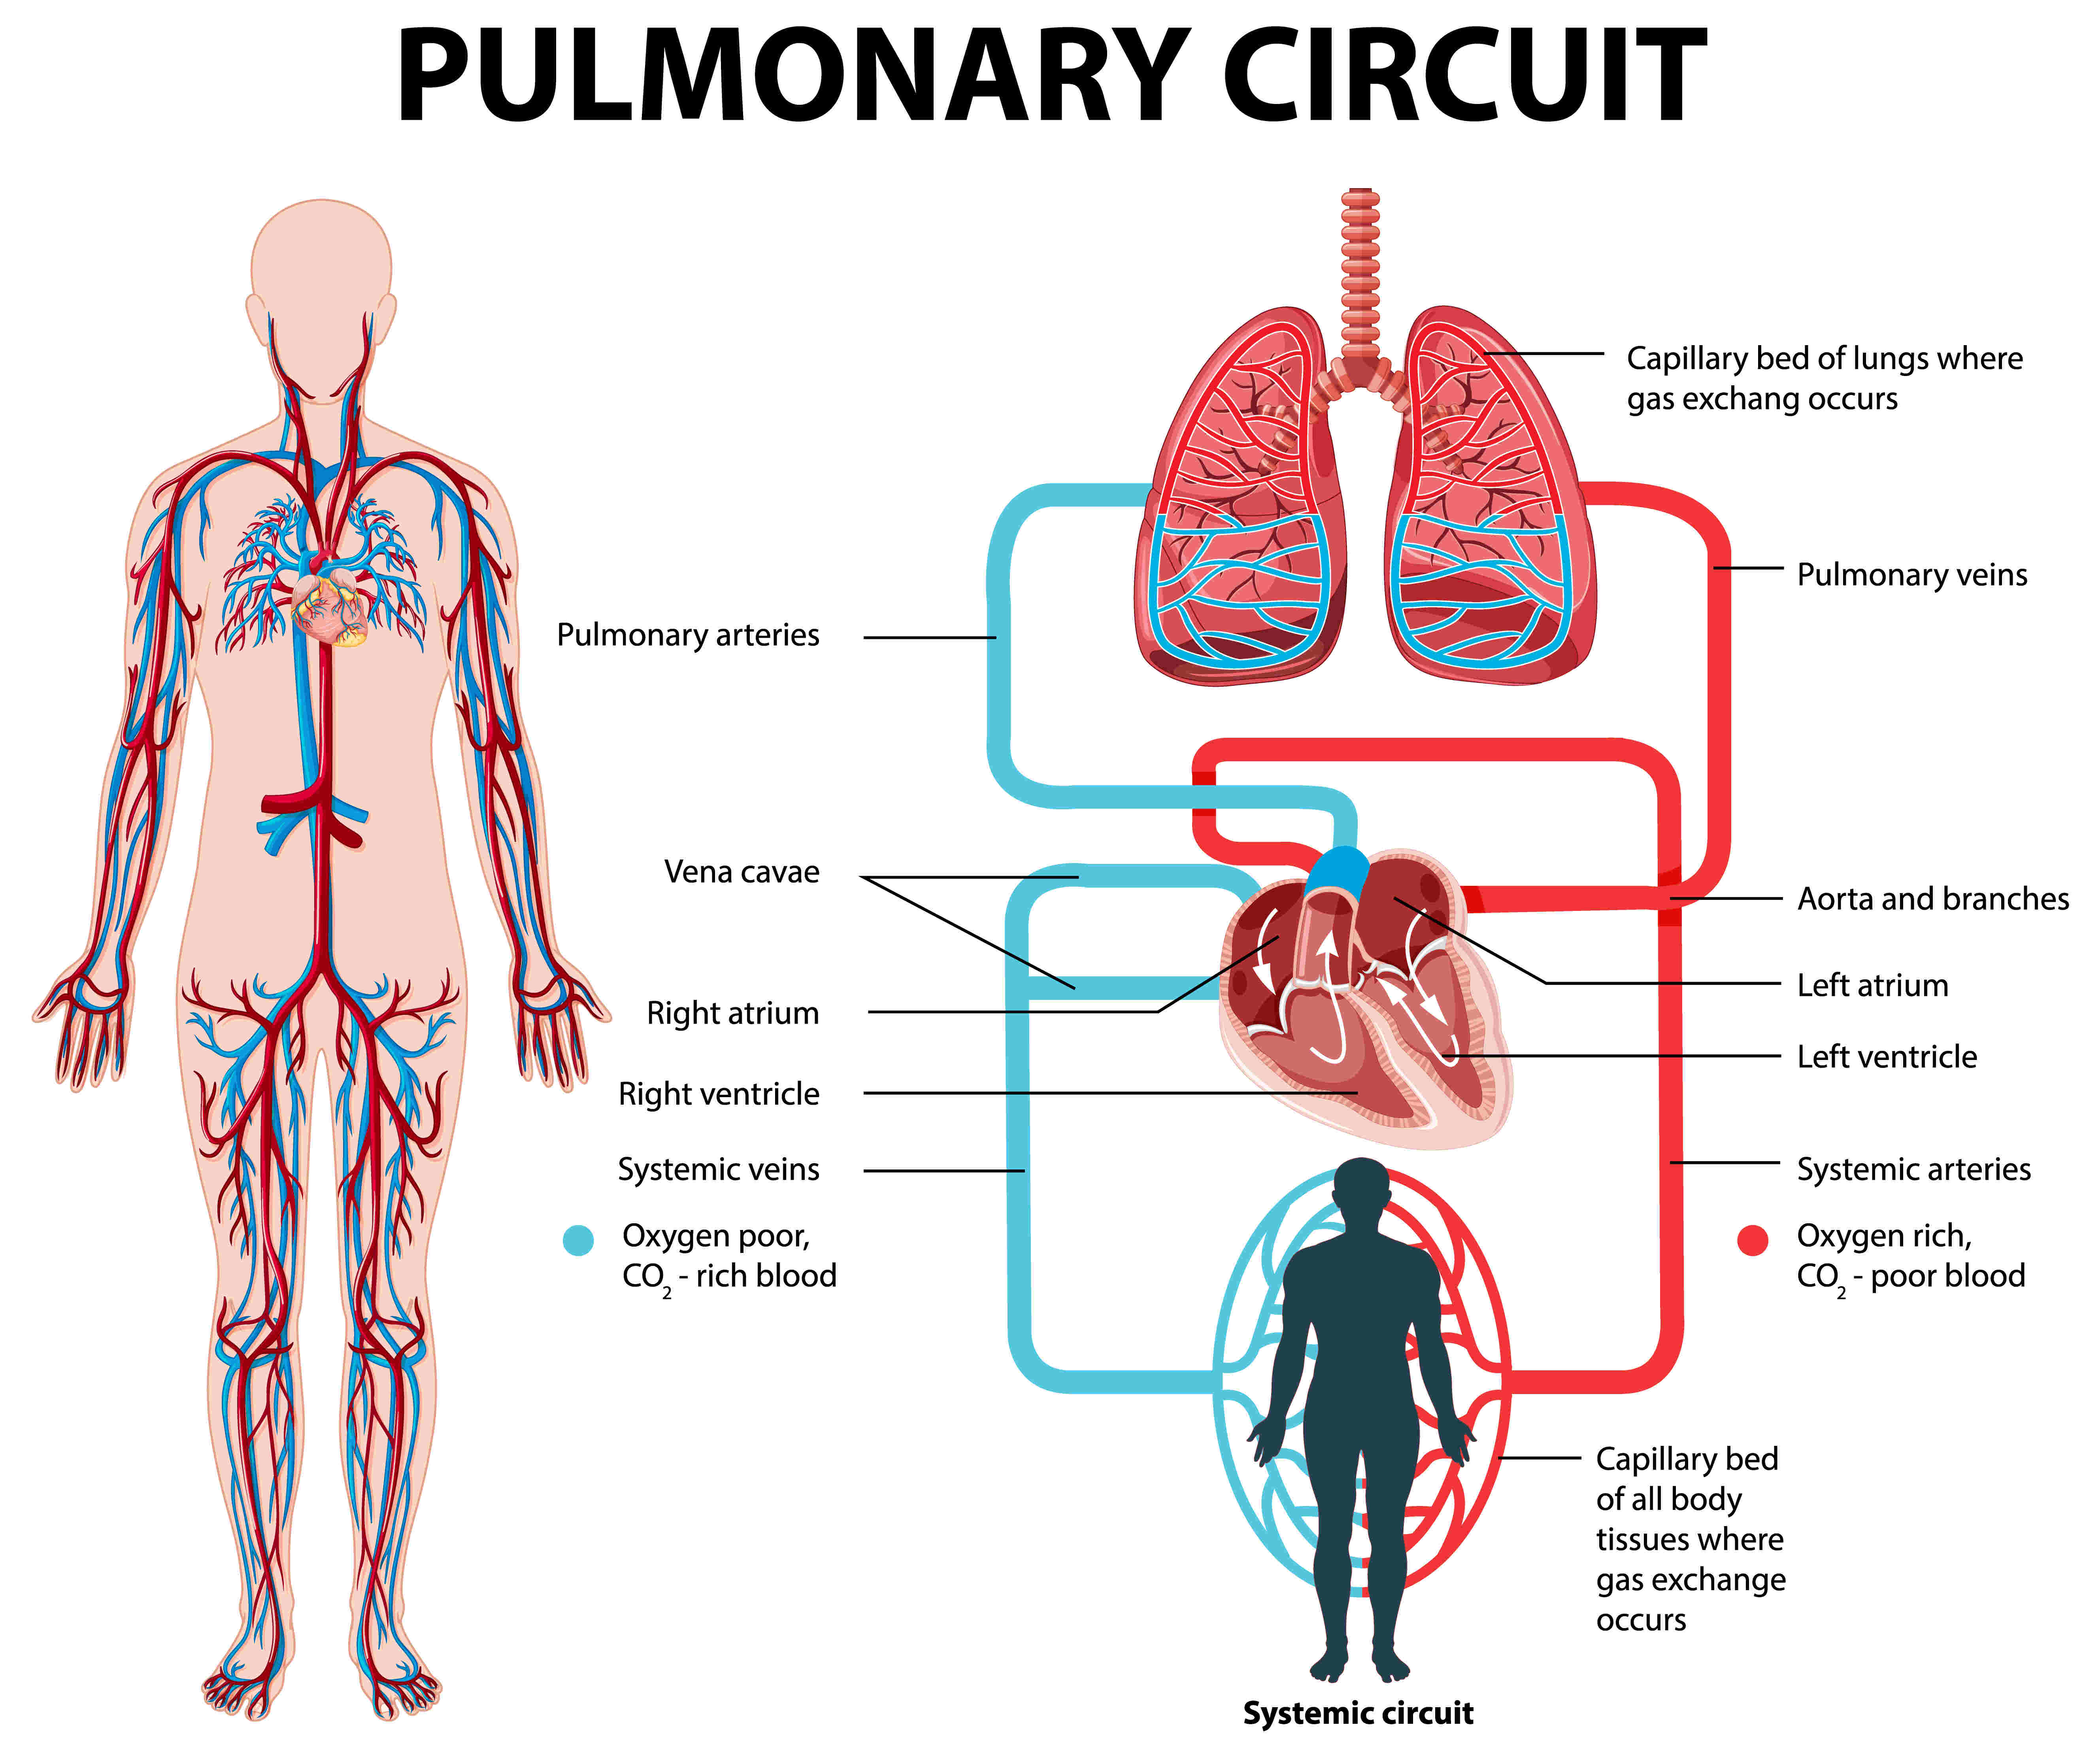 PULMONARY CIRCUIT
Capillary bed of lungs where
gas exchang occurs
Pulmonary veins
Pulmonary arteries
Vena cavae
Aorta and branches
Right atrium
Left atrium
Left ventricle
Right ventricle
Systemic veins
Systemic arteries
Oxygen poor,
CO₂ - rich blood
Oxygen rich,
CO₂ - poor blood
Capillary bed
of all body
tissues where
gas exchange
occurs
Systemic circuit